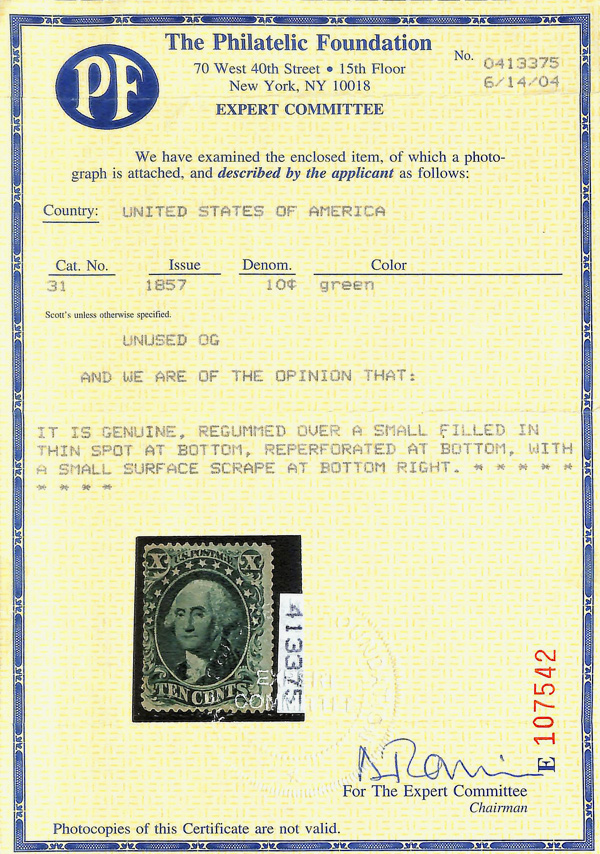 PF
The Philatelic Foundation
70 West 40th Street • 15th Floor
New York, NY 10018
EXPERT COMMITTEE
No. 0413375
6/14/04
We have examined the enclosed item, of which a photo-
graph is attached, and described by the applicant as follows:
Country: UNITED STATES OF AMERICA
Cat. No. Issue Denom. Color
31 1857 10¢ green
Scott's unless otherwise specified.
UNUSED OG
AND WE ARE OF THE OPINION THAT:
IT IS GENUINE, REGUMMED OVER A SMALL FILLED IN
THIN SPOT AT BOTTOM, REPERFORATED AT BOTTOM, WITH
A SMALL SURFACE SCRAPE AT BOTTOM RIGHT. * * * * *
* * * *
U.S. POSTAGE
X X
TEN CENTS
413375
E 107542
For The Expert Committee
Chairman
Photocopies of this Certificate are not valid.